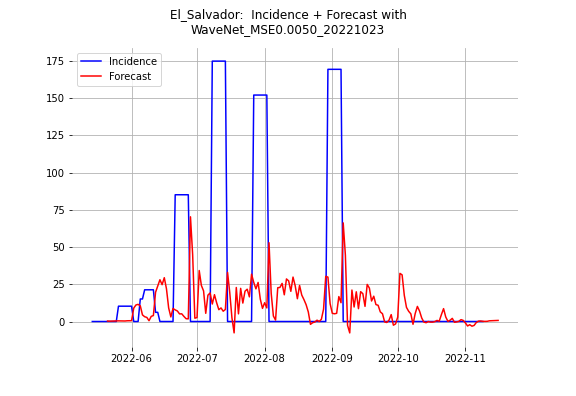 El_Salvador:  Incidence + Forecast with
WaveNet_MSE0.0050_20221023
Incidence
Forecast
175
150
125
100
75
50
25
0
2022-06 2022-07 2022-08 2022-09 2022-10 2022-11